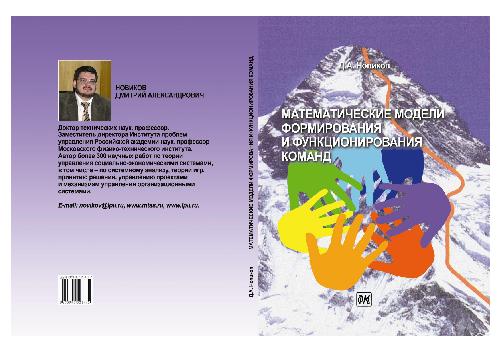 НОВИКОВ
ДМИТРИЙ АЛЕКСАНДРОВИЧ
Доктор технических наук, профессор.
Заместитель директора Института проблем
управления Российской академии наук, профессор
Московского физико-технического института.
Автор более 300 научных работ по теории
управления социально-экономическими системами,
в том числе – по системному анализу, теории игр,
принятию решений, управлению проектами
и механизмам управления организационными
системами.
E-mail: novikov@ipu.ru, www.mtas.ru, www.ipu.ru.
Д.А. Новиков
МАТЕМАТИЧЕСКИЕ МОДЕЛИ ФОРМИРОВАНИЯ И ФУНКЦИОНИРОВАНИЯ КОМАНД
Д.А. Новиков
МАТЕМАТИЧЕСКИЕ МОДЕЛИ
ФОРМИРОВАНИЯ
И ФУНКЦИОНИРОВАНИЯ
КОМАНД